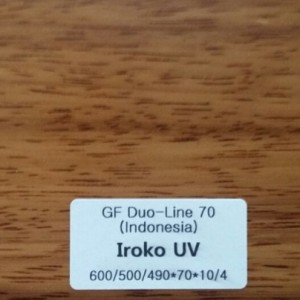 GF Duo-Line 70
(Indonesia)
Iroko UV
600/500/490*70*10/4